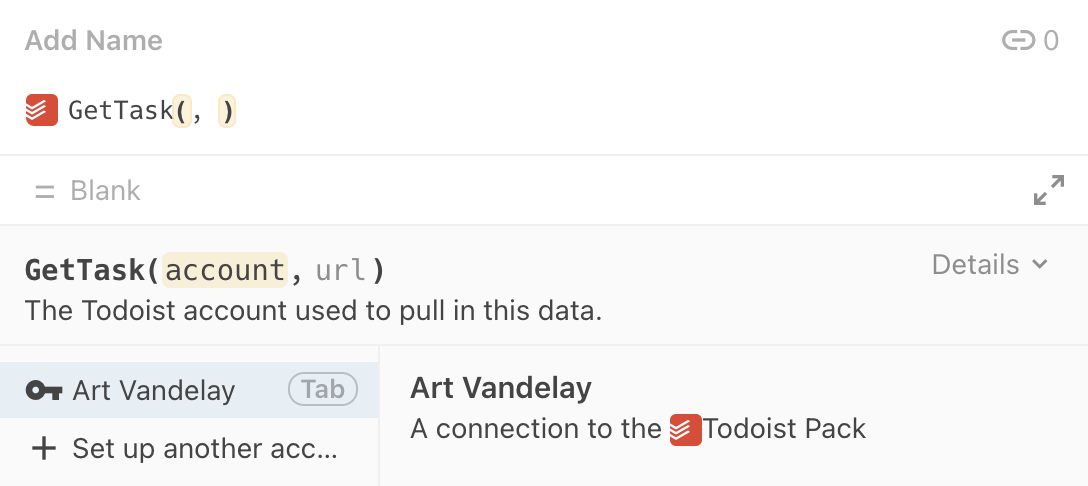 Add Name
0
GetTask(, )
= Blank
GetTask(account, url)
Details
The Todoist account used to pull in this data.
Art Vandelay Tab
Set up another acc...
Art Vandelay
A connection to the Todoist Pack